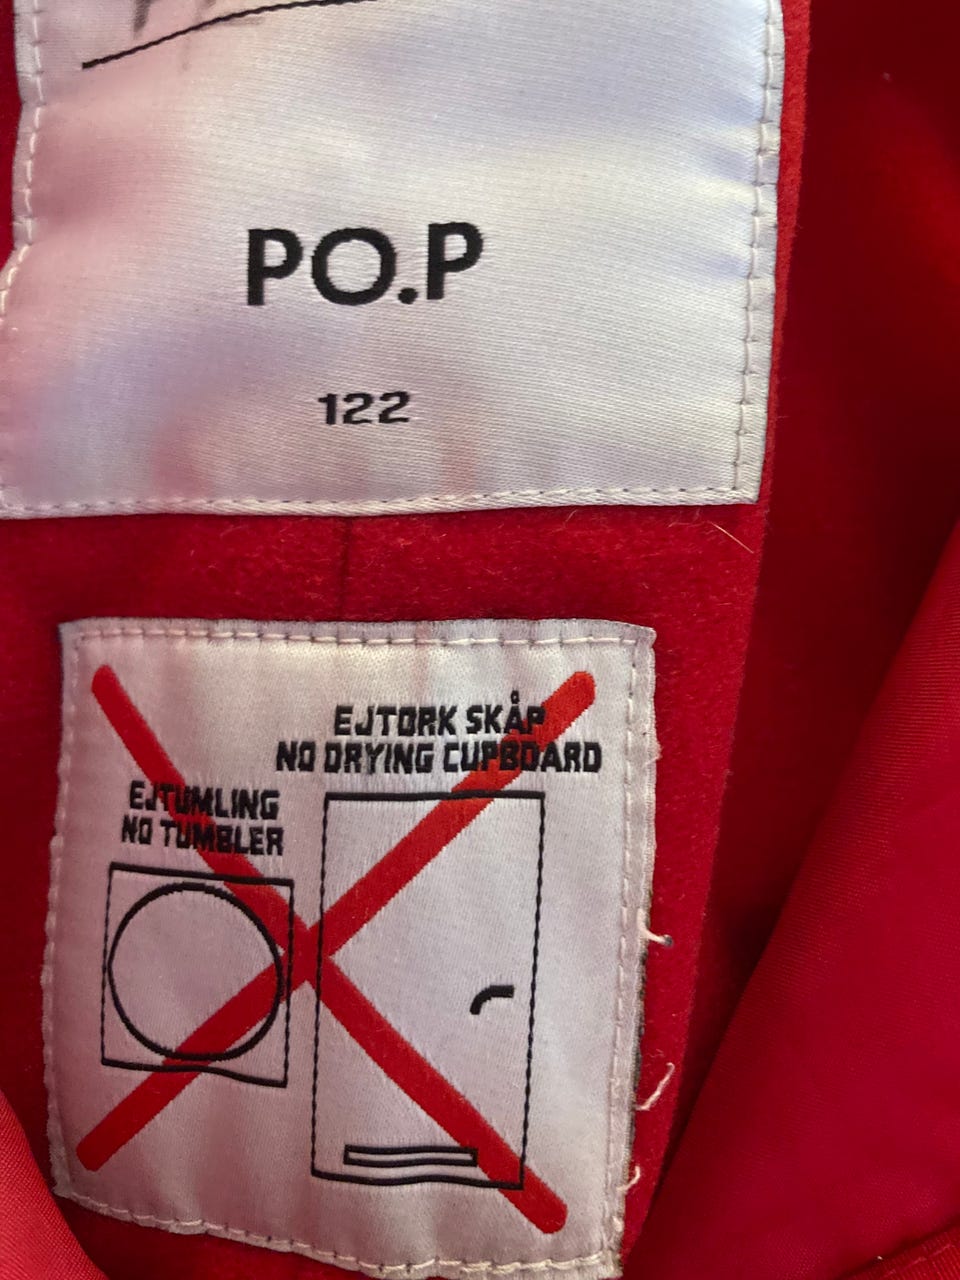 PO.P
122
EJTORK SKÅP
NO DRYING CUPBOARD
EJTUMLING
NO TUMBLER